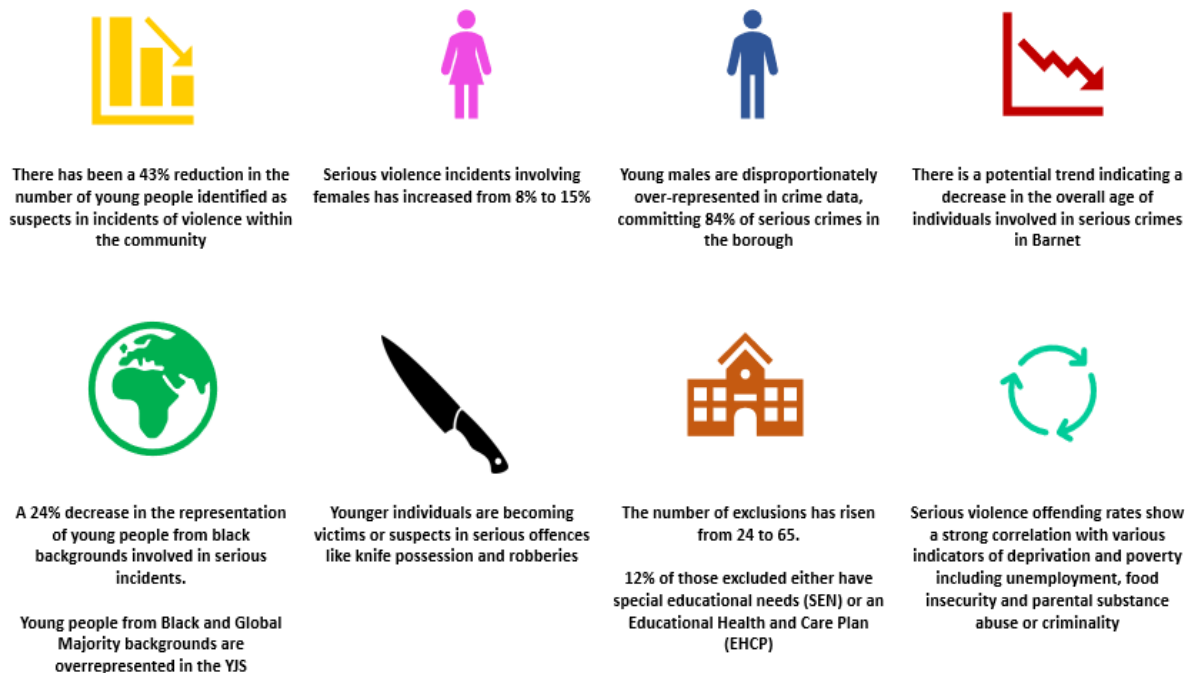 There has been a 43% reduction in the
number of young people identified as
suspects in incidents of violence within
the community
Serious violence incidents involving
females has increased from 8% to 15%
Young males are disproportionately
over-represented in crime data,
committing 84% of serious crimes in
the borough
There is a potential trend indicating a
decrease in the overall age of
individuals involved in serious crimes
in Barnet
A 24% decrease in the representation
of young people from black
backgrounds involved in serious
incidents.
Young people from Black and Global
Majority backgrounds are
overrepresented in the YJS
Younger individuals are becoming
victims or suspects in serious offences
like knife possession and robberies
The number of exclusions has risen
from 24 to 65.
12% of those excluded either have
special educational needs (SEN) or an
Educational Health and Care Plan
(EHCP)
Serious violence offending rates show
a strong correlation with various
indicators of deprivation and poverty
including unemployment, food
insecurity and parental substance
abuse or criminality